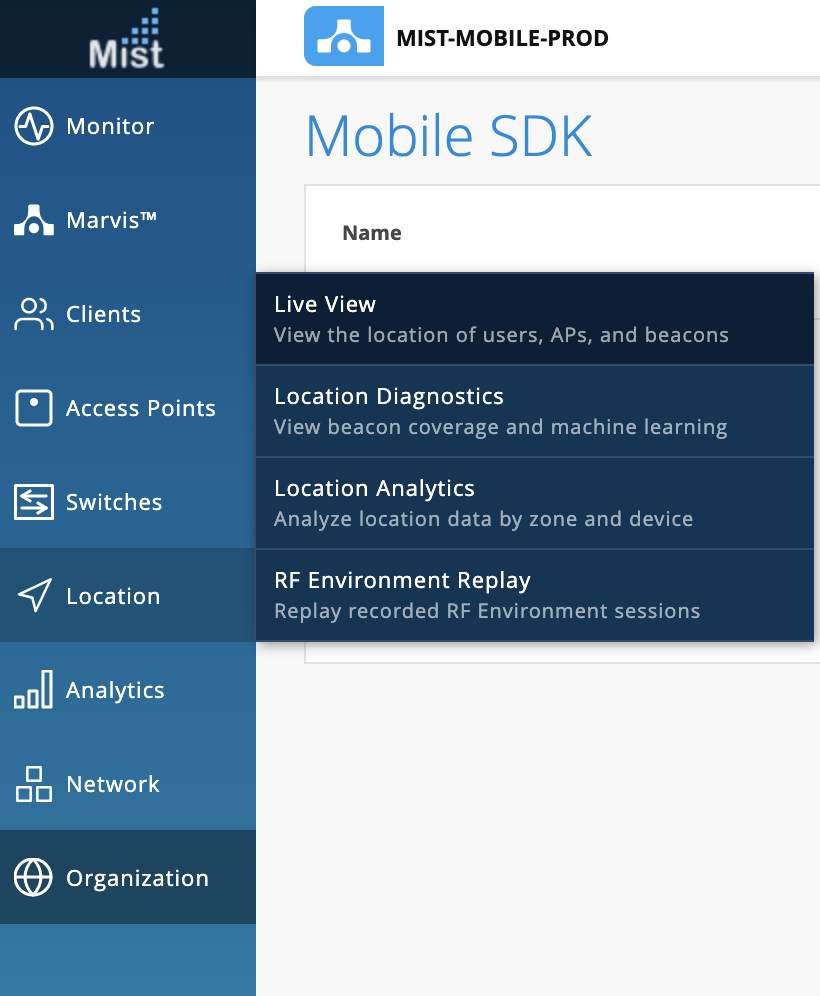 Mist
MIST-MOBILE-PROD
Monitor
Marvis™
Clients
Access Points
Switches
Location
Analytics
Network
Organization
Mobile SDK
Name
Live View
View the location of users, APs, and beacons
Location Diagnostics
View beacon coverage and machine learning
Location Analytics
Analyze location data by zone and device
RF Environment Replay
Replay recorded RF Environment sessions